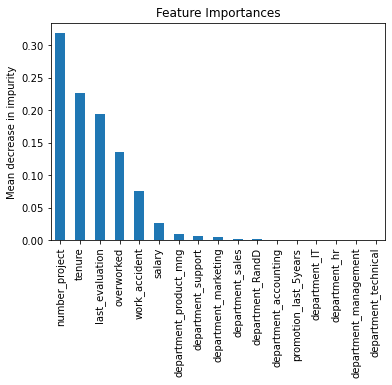 Feature Importances
Mean decrease in impurity
0.30
0.25
0.20
0.15
0.10
0.05
0.00
number_project
tenure
last_evaluation
overworked
work_accident
salary
department_product_mng
department_support
department_marketing
department_sales
department_RandD
department_accounting
promotion_last_5years
department_IT
department_hr
department_management
department_technical